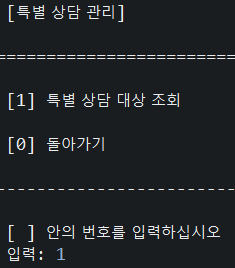 [특별 상담 관리]
========================
[1] 특별 상담 대상 조회
[0] 돌아가기
------------------------
[ ] 안의 번호를 입력하십시오
입력: 1